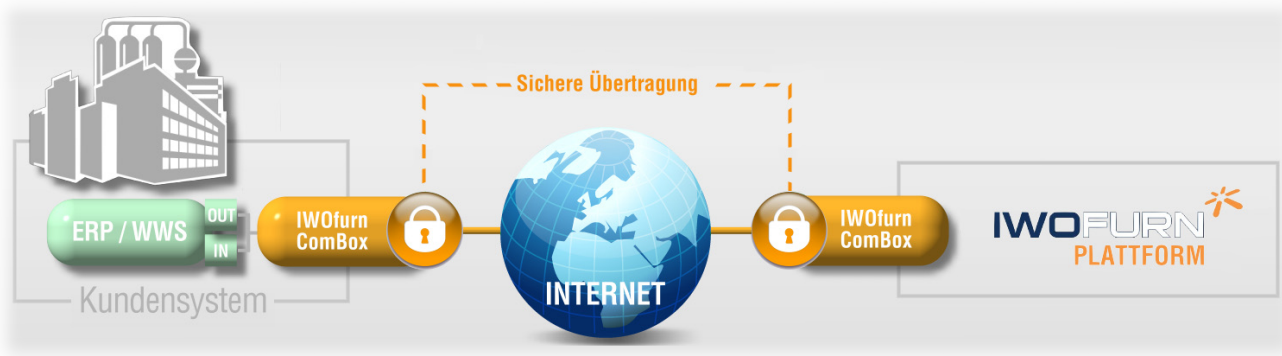 Sichere Übertragung
ERP / WWS
OUT
IN
IWOfurn
ComBox
INTERNET
IWOfurn
ComBox
IWOFURN
PLATTFORM
Kundensystem